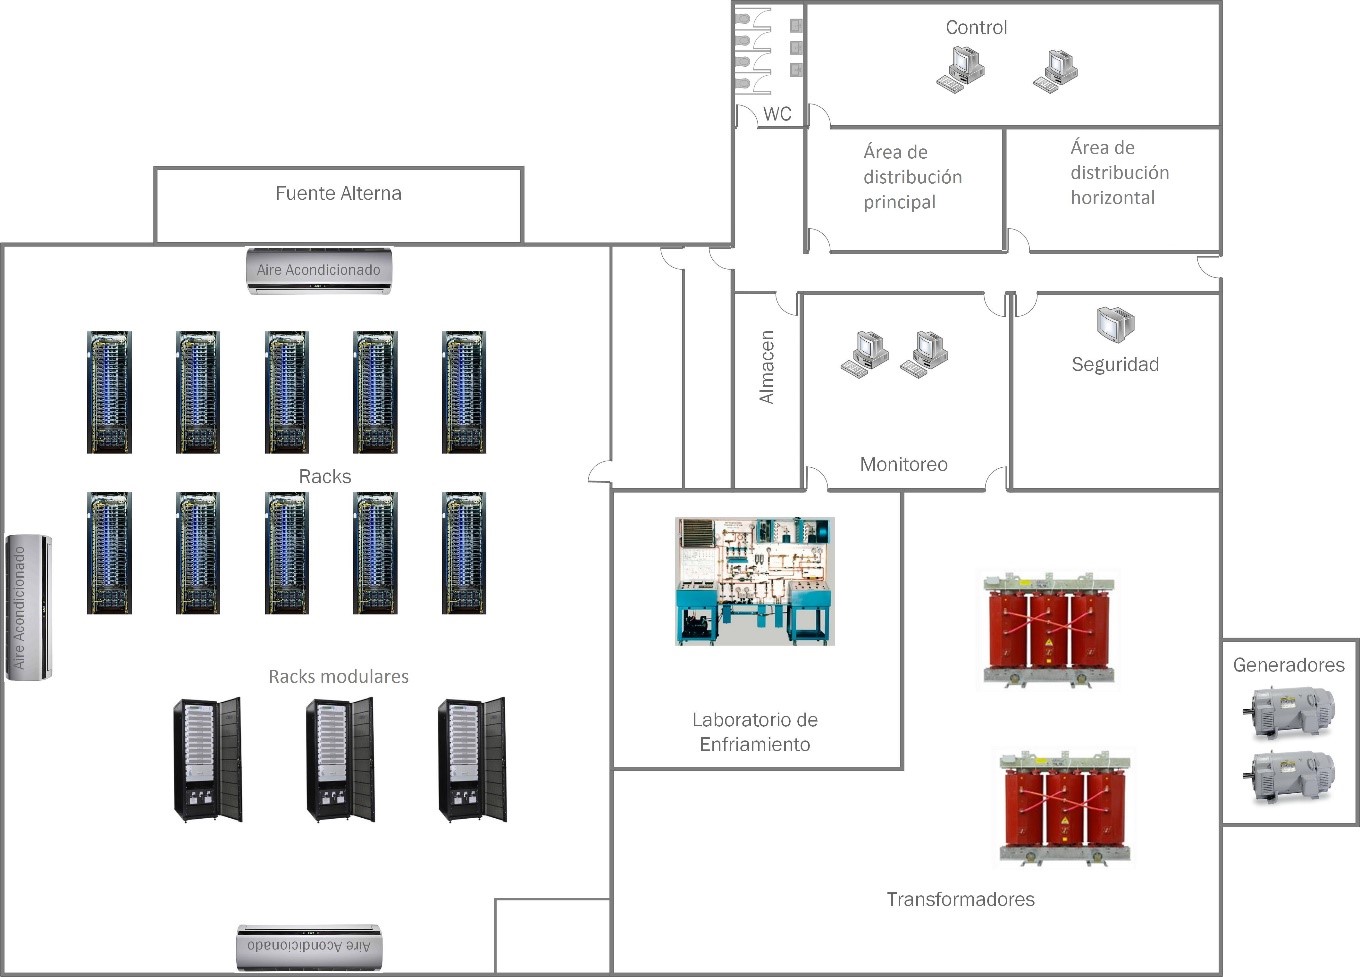 Control
WC
Área de
distribución
principal
Área de
distribución
horizontal
Fuente Alterna
Aire Acondicionado
Almacen
Seguridad
Monitoreo
Racks
Aire Acondicionado
Racks modulares
Laboratorio de
Enfriamiento
Generadores
Transformadores
Aire Acondicionado